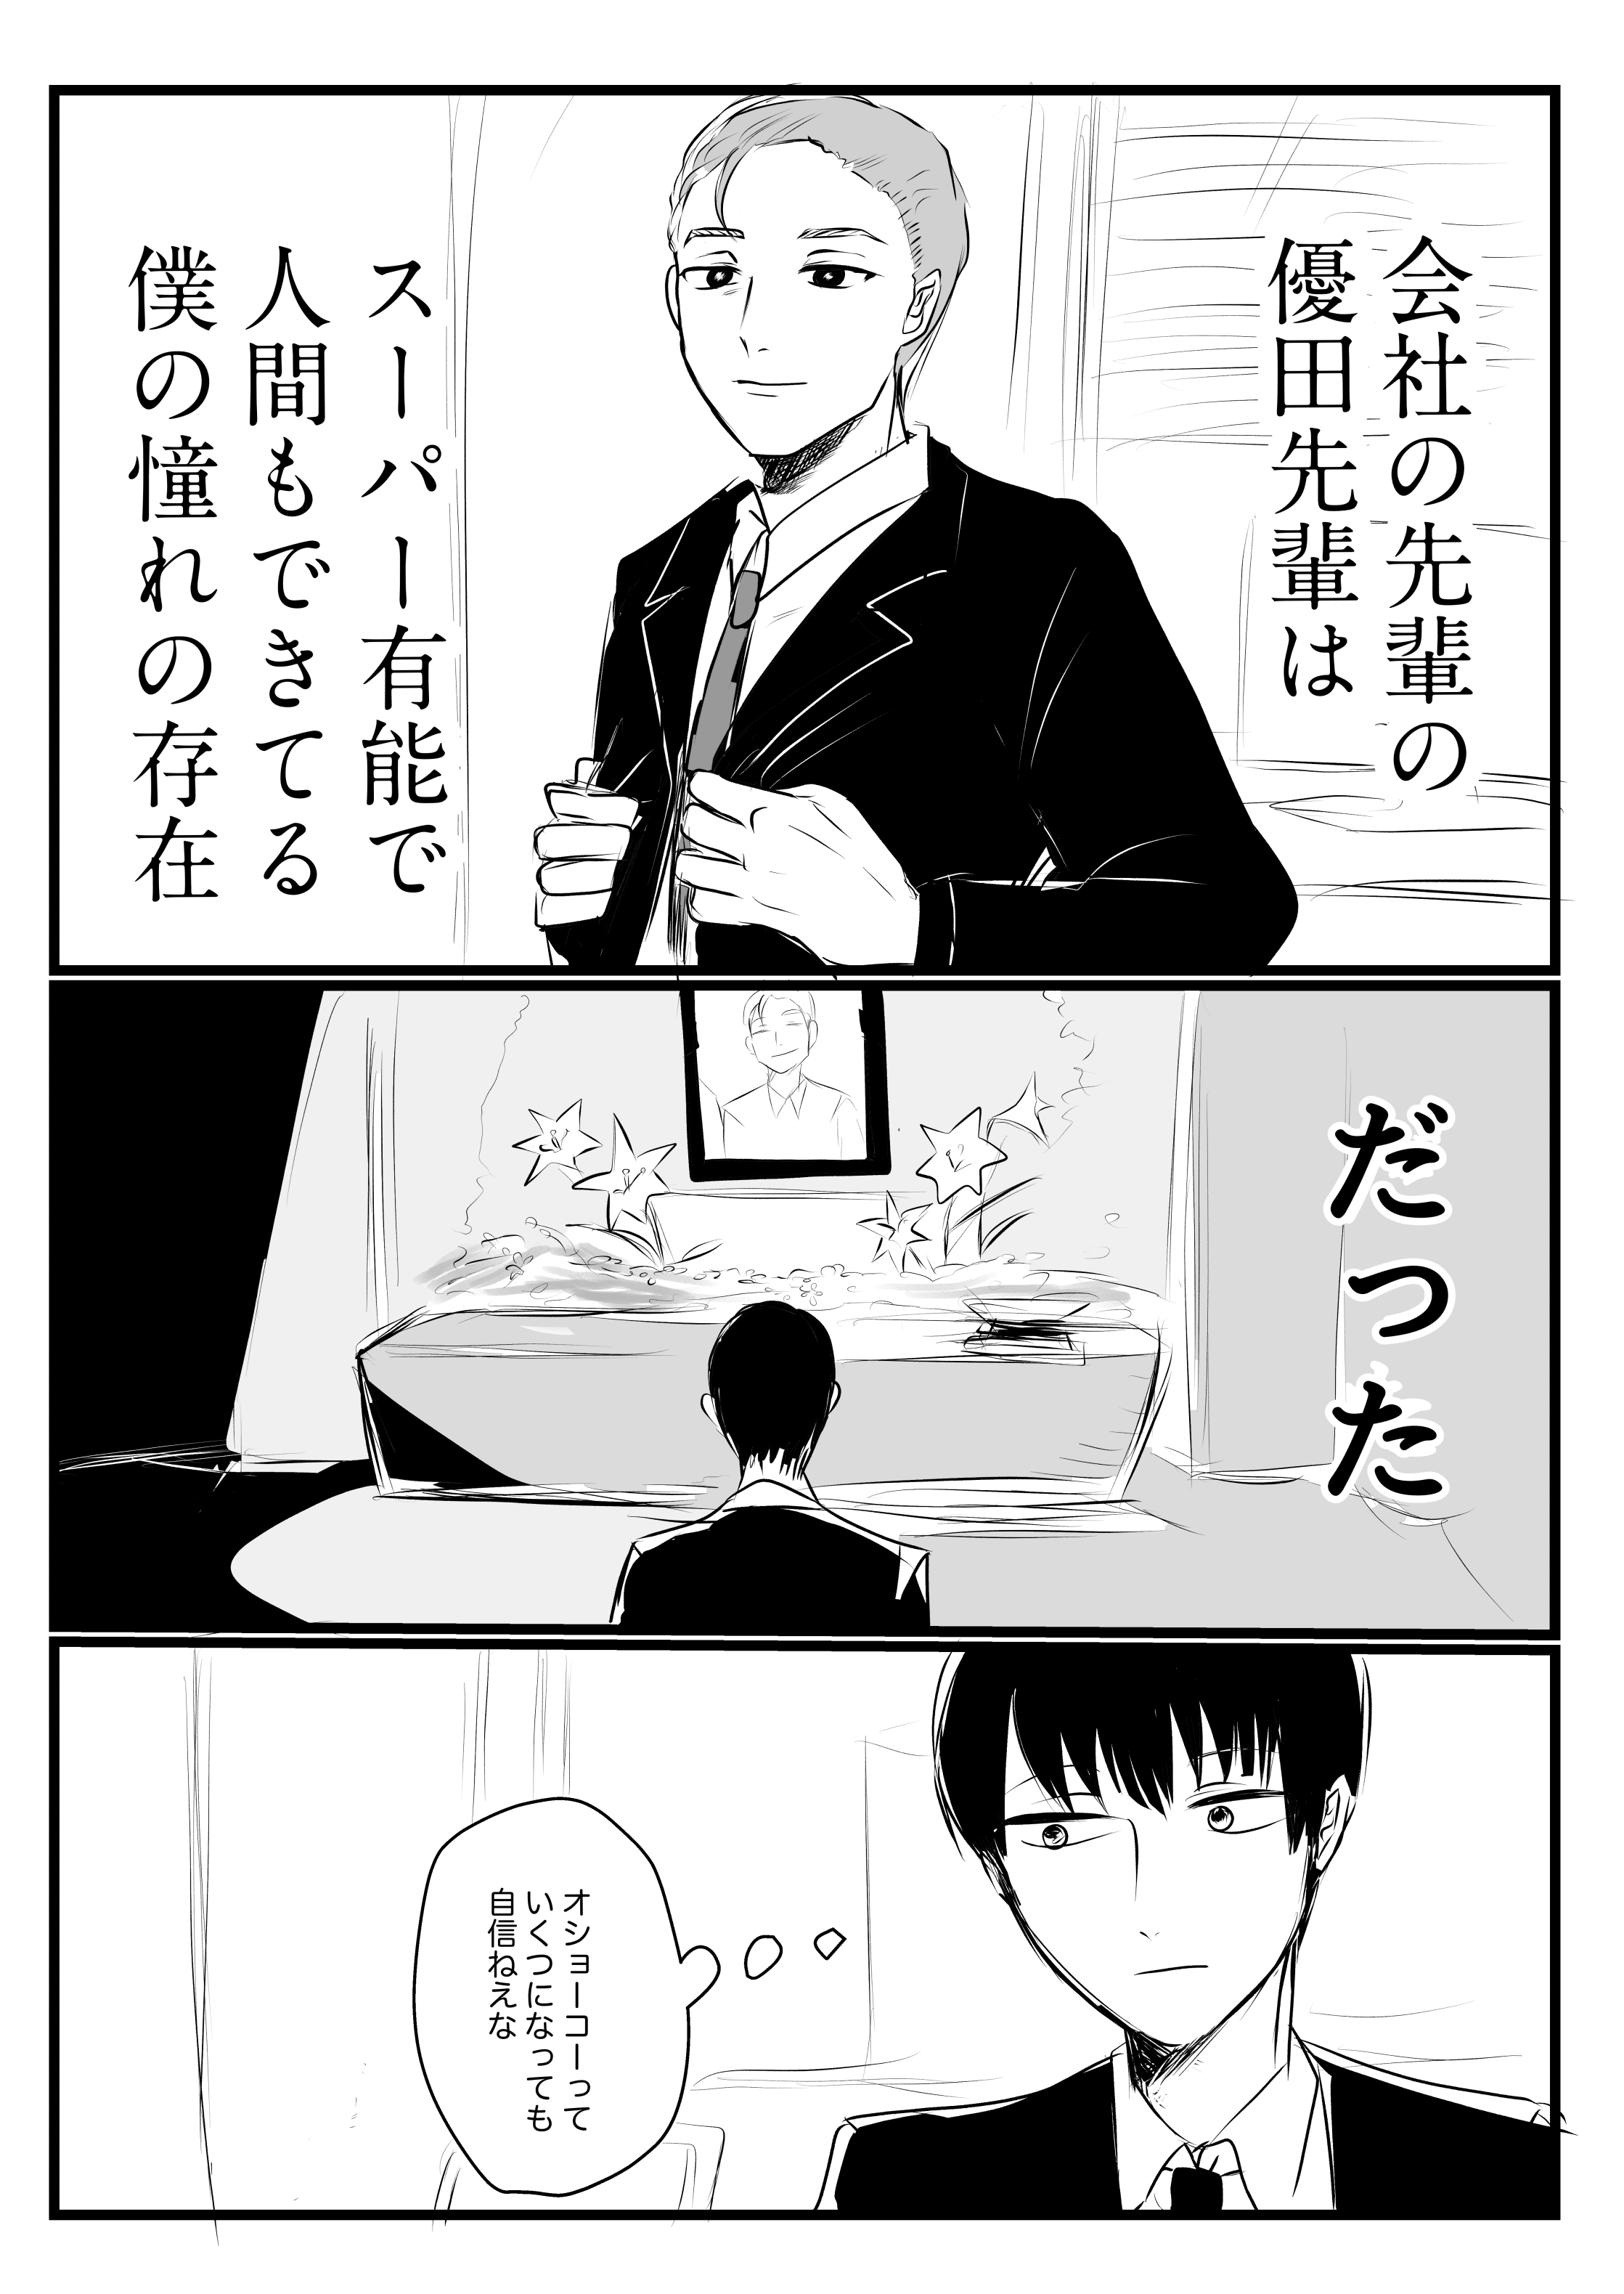 会社の先輩の
優田先輩は
スーパー有能で
人間もできてる
僕の憧れの存在
だった
オショーコーって
いくつになっても
自信ねえな